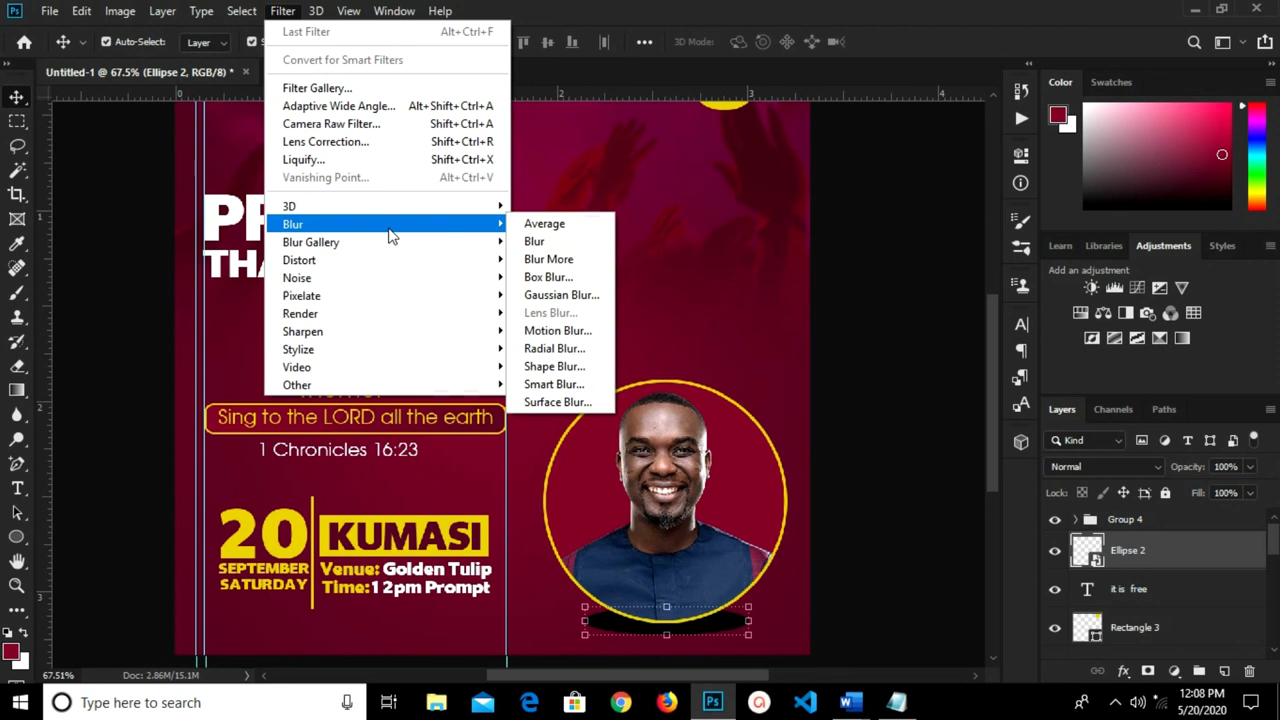 Ps File Edit Image Layer Type Select Filter 3D View Window Help
Auto-Select: Layer 3D Mode:
Untitled-1 @ 67.5% (Ellipse 2, RGB/8) * ×
Last Filter Alt+Ctrl+F
Convert for Smart Filters
Filter Gallery...
Adaptive Wide Angle... Alt+Shift+Ctrl+A
Camera Raw Filter... Shift+Ctrl+A
Lens Correction... Shift+Ctrl+R
Liquify... Shift+Ctrl+X
Vanishing Point... Alt+Ctrl+V
3D
Blur
Blur Gallery
Distort
Noise
Pixelate
Render
Sharpen
Stylize
Video
Other
Average
Blur
Blur More
Box Blur...
Gaussian Blur...
Lens Blur...
Motion Blur...
Radial Blur...
Shape Blur...
Smart Blur...
Surface Blur...
0 2 3 4
1
2
3
PR
THA
Sing to the LORD all the earth
1 Chronicles 16:23
20
SEPTEMBER
SATURDAY
KUMASI
Venue: Golden Tulip
Time: 12pm Prompt
Color Swatches
Learn Libraries Adjustments Styles
Add an adjustment
Layers Channels Paths
Kind
Normal Opacity: 100%
Lock: Fill: 100%
Group 4
Ellipse 2
it is free
Rectangle 3
67.51% Doc: 2.86M/15.1M
Type here to search
12:08 PM
5/20/2020